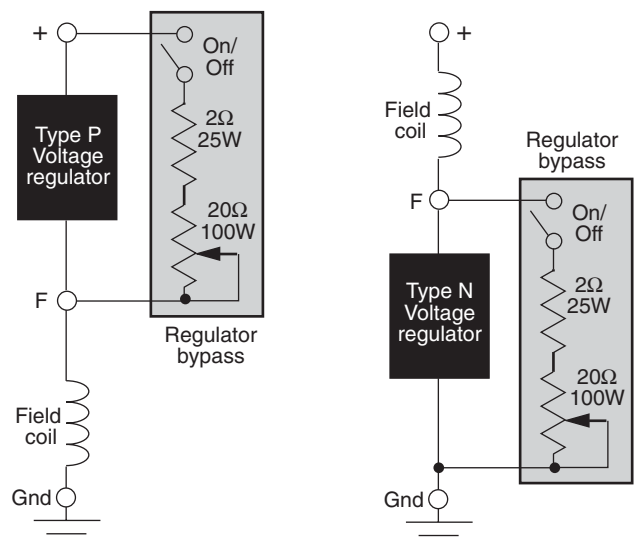 +
On/
Off
Type P
Voltage
regulator
2Ω
25W
20Ω
100W
F
Regulator
bypass
Field
coil
Gnd
+
Field
coil
Regulator
bypass
F
On/
Off
Type N
Voltage
regulator
2Ω
25W
20Ω
100W
Gnd